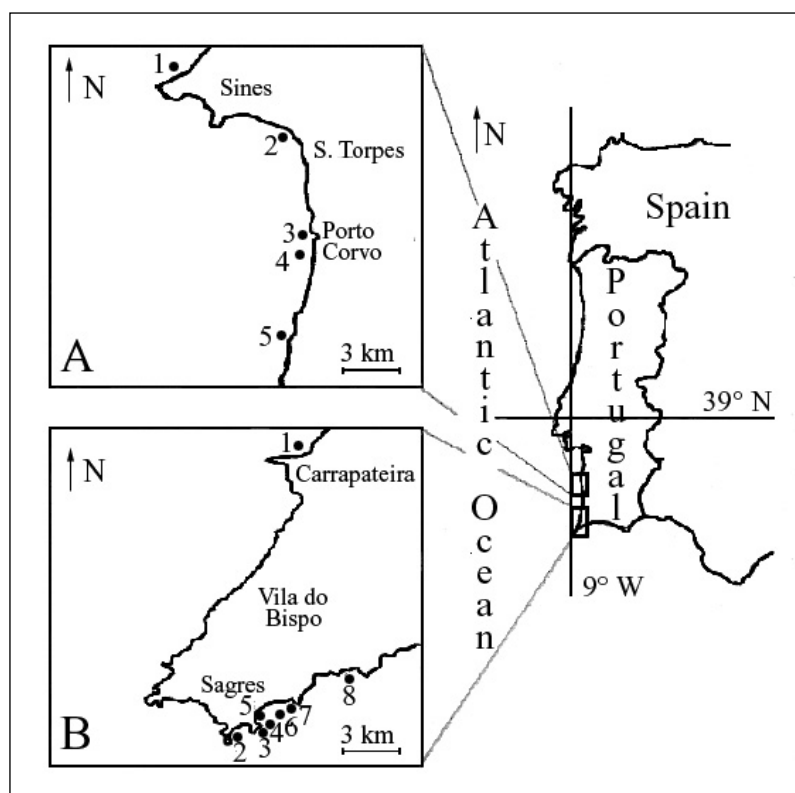 1
N
Sines
2
S. Torpes
3
Porto
Corvo
4
5
A
3 km
1
N
Carrapateira
Vila do
Bispo
Sagres
5
7
8
4
6
2
3
B
3 km
N
Atlantic Ocean
Spain
Portugal
39° N
9° W